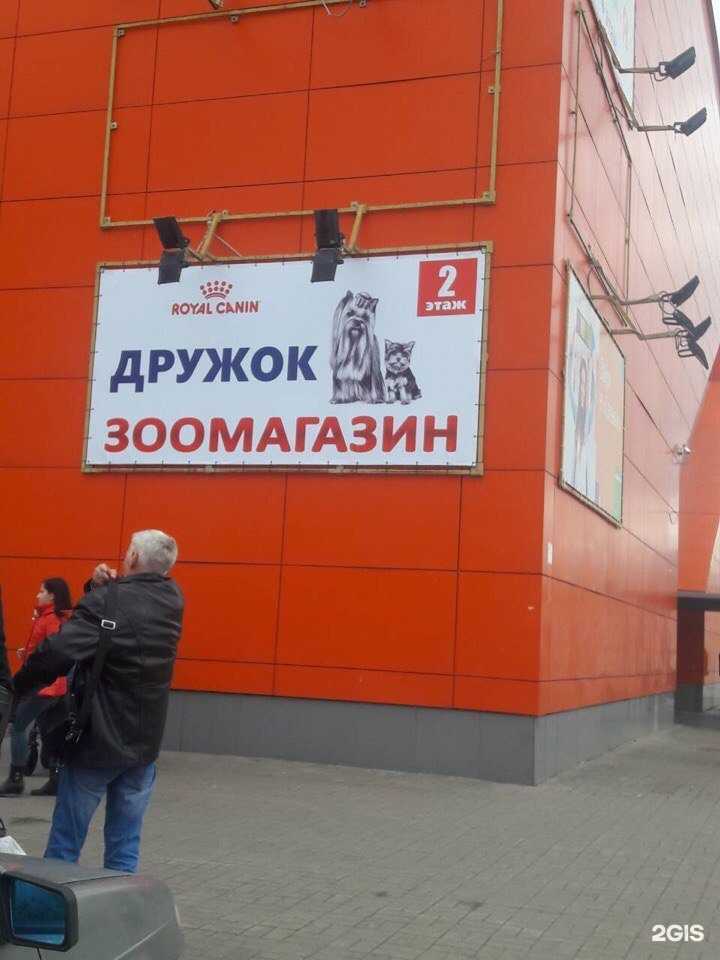 ROYAL CANIN
2
этаж
ДРУЖОК
ЗООМАГАЗИН
2GIS